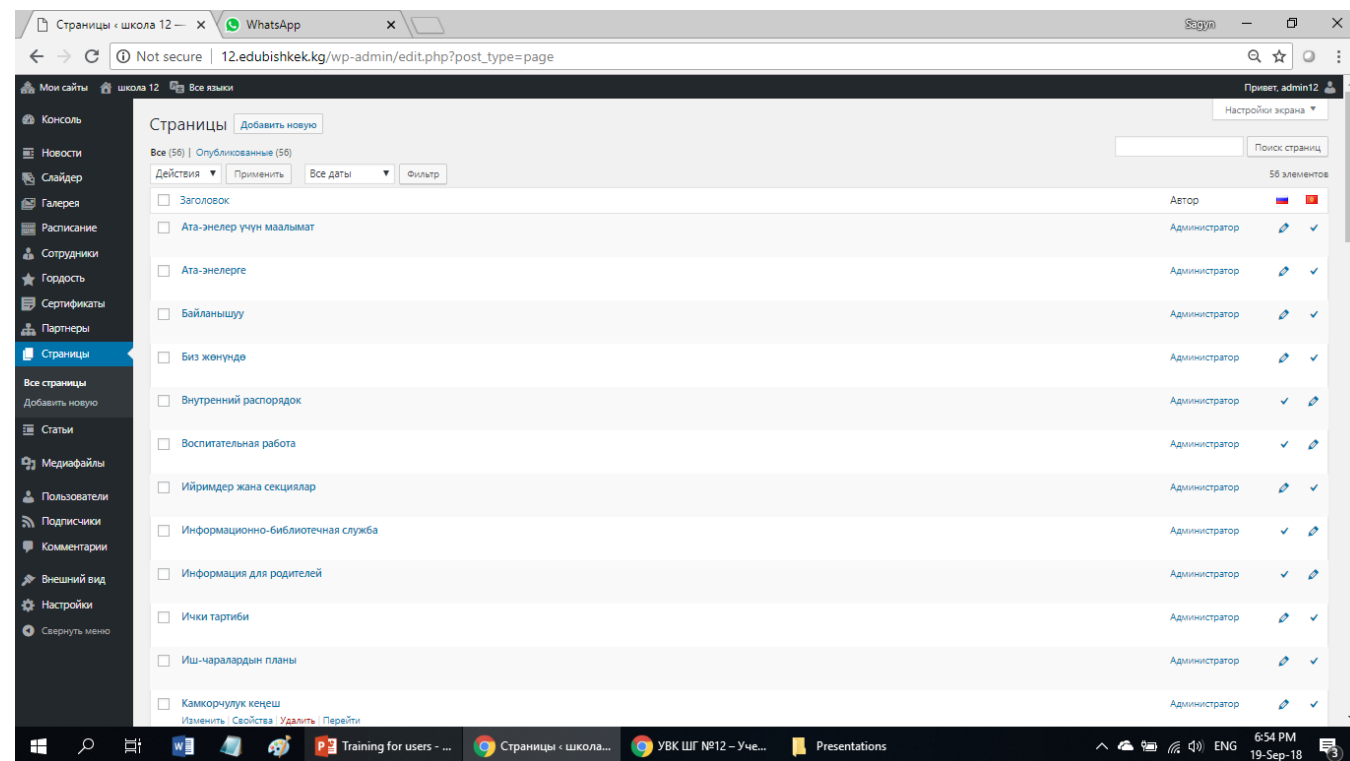 Страницы ‹ школа 12 —
WhatsApp
Sagyn
Not secure | 12.edubishkek.kg/wp-admin/edit.php?post_type=page
Мои сайты школа 12 Все языки Привет, admin12
Настройки экрана
Консоль
Новости
Слайдер
Галерея
Расписание
Сотрудники
Гордость
Сертификаты
Партнеры
Страницы
Все страницы
Добавить новую
Статьи
Медиафайлы
Пользователи
Подписчики
Комментарии
Внешний вид
Настройки
Свернуть меню
Страницы Добавить новую
Все (56) | Опубликованные (56)
Поиск страниц
Действия Применить Все даты Фильтр 56 элементов
Заголовок Автор
Ата-энелер учун маалымат Администратор
Ата-энелерге Администратор
Байланышуу Администратор
Биз жөнүндө Администратор
Внутренний распорядок Администратор
Воспитательная работа Администратор
Ийримдер жана секциялар Администратор
Информационно-библиотечная служба Администратор
Информация для родителей Администратор
Ички тартиби Администратор
Иш-чаралардын планы Администратор
Камкорчулук кеңеш Администратор
Изменить | Свойства | Удалить | Перейти
Training for users - ...
Страницы ‹ школа...
УВК ШГ №12 – Уче...
Presentations
ENG
6:54 PM
19-Sep-18
3